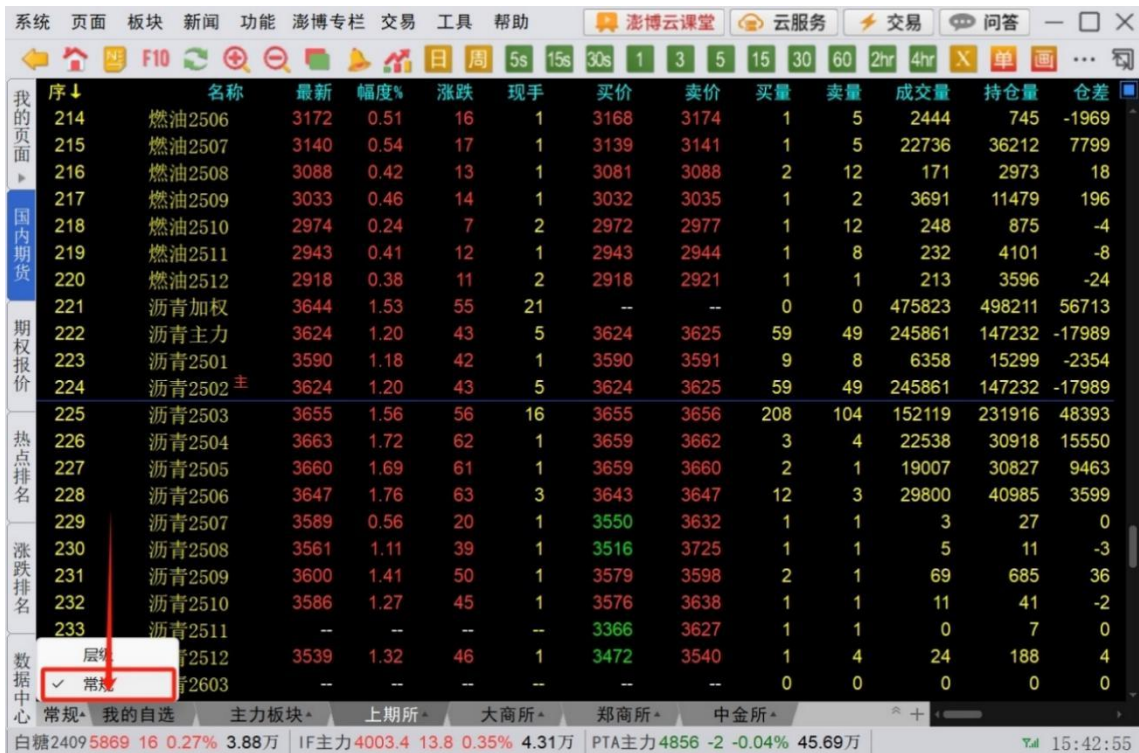 系统 页面 板块 新闻 功能 澎博专栏 交易 工具 帮助 澎博云课堂 云服务 交易 问答
F10 日 周 5s 15s 30s 1 3 5 15 30 60 2hr 4hr X 单 画 ...
我的页面
国内期货
期权报价
热点排名
涨跌排名
数据中心
序↓ 名称 最新 幅度% 涨跌 现手 买价 卖价 买量 卖量 成交量 持仓量 仓差
214 燃油2506 3172 0.51 16 1 3168 3174 1 5 2444 745 -1969
215 燃油2507 3140 0.54 17 1 3139 3141 1 5 22736 36212 7799
216 燃油2508 3088 0.42 13 1 3081 3088 2 12 171 2973 18
217 燃油2509 3033 0.46 14 1 3032 3035 1 2 3691 11479 196
218 燃油2510 2974 0.24 7 2 2972 2977 1 12 248 875 -4
219 燃油2511 2943 0.41 12 1 2943 2944 1 8 232 4101 -8
220 燃油2512 2918 0.38 11 2 2918 2921 1 1 213 3596 -24
221 沥青加权 3644 1.53 55 21 -- -- 0 0 475823 498211 56713
222 沥青主力 3624 1.20 43 5 3624 3625 59 49 245861 147232 -17989
223 沥青2501 3590 1.18 42 1 3590 3591 9 8 6358 15299 -2354
224 沥青2502 主 3624 1.20 43 5 3624 3625 59 49 245861 147232 -17989
225 沥青2503 3655 1.56 56 16 3655 3656 208 104 152119 231916 48393
226 沥青2504 3663 1.72 62 1 3659 3662 3 4 22538 30918 15550
227 沥青2505 3660 1.69 61 1 3659 3660 2 1 19007 30827 9463
228 沥青2506 3647 1.76 63 3 3643 3647 12 3 29800 40985 3599
229 沥青2507 3589 0.56 20 1 3550 3632 1 1 3 27 0
230 沥青2508 3561 1.11 39 1 3516 3725 1 1 5 11 -3
231 沥青2509 3600 1.41 50 1 3579 3598 2 1 69 685 36
232 沥青2510 3586 1.27 45 1 3576 3638 1 1 11 41 -2
233 沥青2511 -- -- -- -- 3366 3627 1 1 0 7 0
层级 青2512 3539 1.32 46 1 3472 3540 1 4 24 188 4
✓ 常规 青2603 -- -- -- -- -- -- 0 0 0 0 0
常规 我的自选 主力板块 上期所 大商所 郑商所 中金所
白糖2409 5869 16 0.27% 3.88万 IF主力 4003.4 13.8 0.35% 4.31万 PTA主力 4856 -2 -0.04% 45.69万 15:42:55